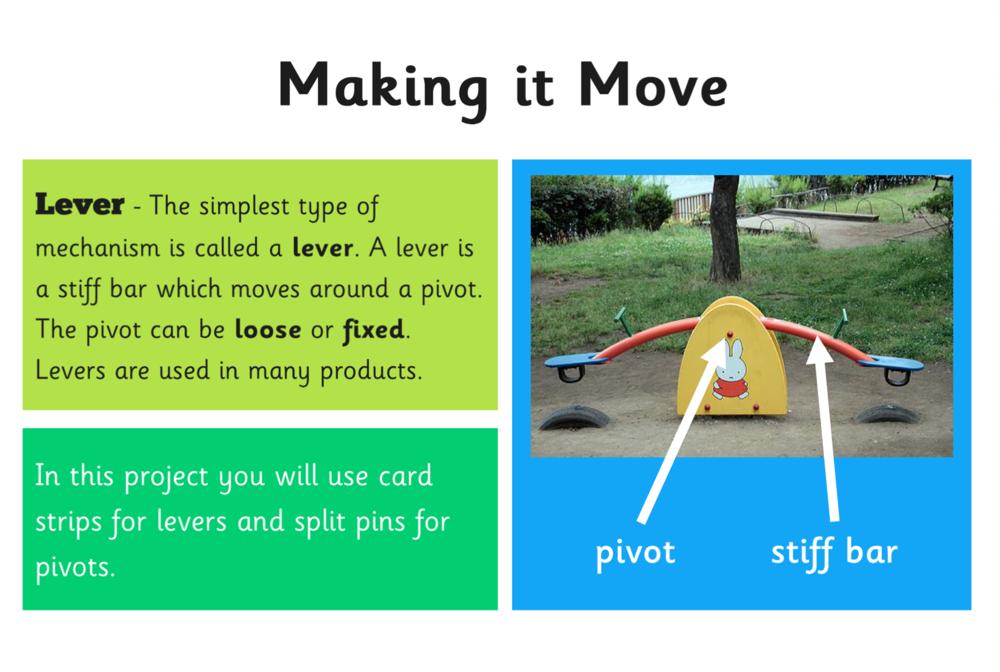 Making it Move
Lever - The simplest type of
mechanism is called a lever. A lever is
a stiff bar which moves around a pivot.
The pivot can be loose or fixed.
Levers are used in many products.
In this project you will use card
strips for levers and split pins for
pivots.
pivot
stiff bar